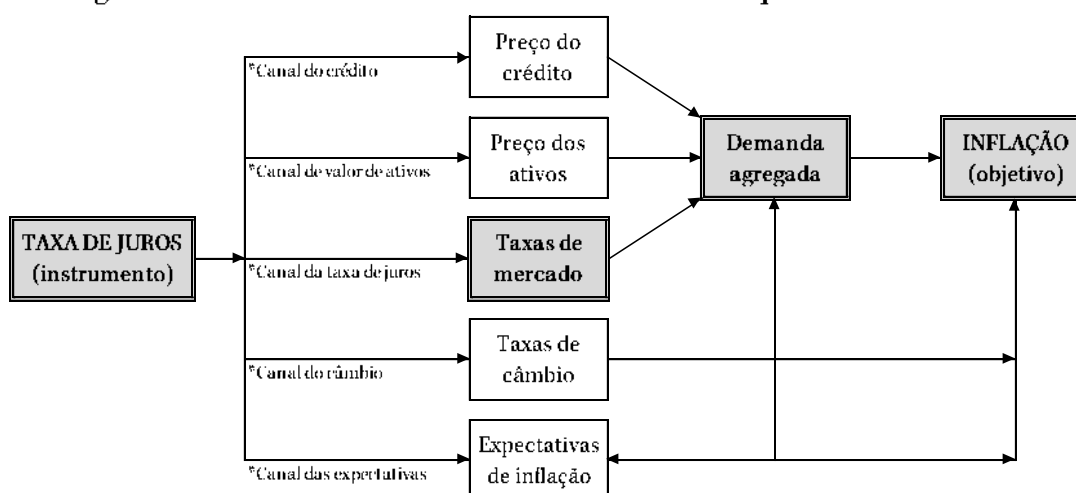 Preço do
crédito
*Canal do crédito
Preço dos
ativos
*Canal de valor de ativos
Demanda
agregada
INFLAÇÃO
(objetivo)
TAXA DE JUROS
(instrumento)
Taxas de
mercado
*Canal da taxa de juros
Taxas de
câmbio
*Canal do câmbio
Expectativas
de inflação
*Canal das expectativas